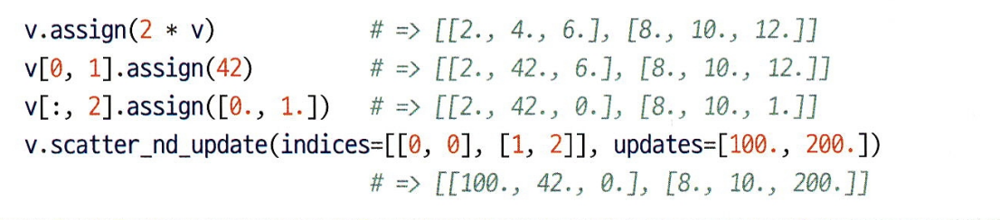 v.assign(2 * v)               # => [[2., 4., 6.], [8., 10., 12.]]
v[0, 1].assign(42)            # => [[2., 42., 6.], [8., 10., 12.]]
v[:, 2].assign([0., 1.])      # => [[2., 42., 0.], [8., 10., 1.]]
v.scatter_nd_update(indices=[[0, 0], [1, 2]], updates=[100., 200.])
                              # => [[100., 42., 0.], [8., 10., 200.]]